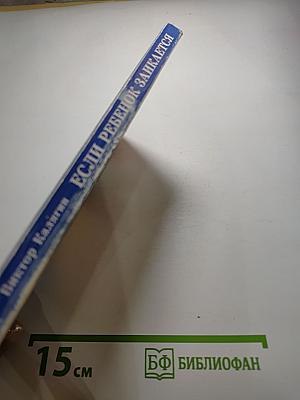 Виктор Калягин ЕСЛИ РЕБЕНОК ЗАИКАЕТСЯ
15 см
БФ БИБЛИОФАН